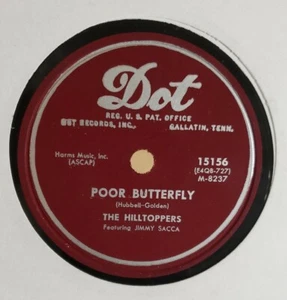 Dot
REG. U. S. PAT. OFFICE
DOT RECORDS, INC. GALLATIN, TENN.
Harms Music, Inc.
(ASCAP)
15156
(E4QB-727)
M-8237
POOR BUTTERFLY
(Hubbell-Golden)
THE HILLTOPPERS
Featuring JIMMY SACCA